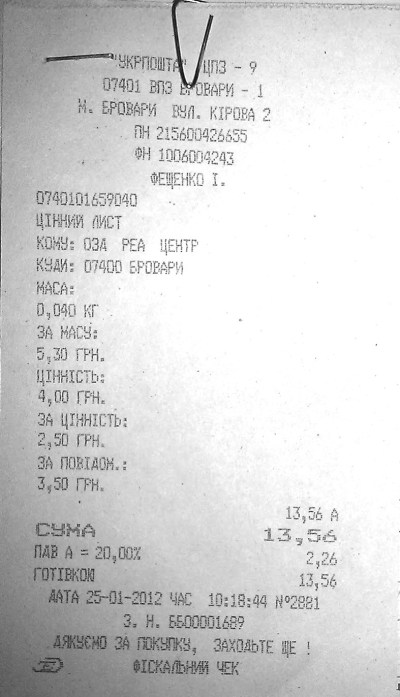 "УКРПОШТА" ЦПЗ - 9
07401 ВПЗ БРОВАРИ - 1
М. БРОВАРИ ВУЛ. КІРОВА 2
ПН 215600426655
ФН 1006004243
ФЕЩЕНКО І.
0740101659040
ЦІННИЙ ЛИСТ
КОМУ: ОЗД РЕА ЦЕНТР
КУДИ: 07400 БРОВАРИ
МАСА:
0,040 КГ
ЗА МАСУ:
5,30 ГРН.
ЦІННІСТЬ:
4,00 ГРН.
ЗА ЦІННІСТЬ:
2,50 ГРН.
ЗА ПОВІДОМ.:
3,50 ГРН.
13,56 А
СУМА 13,56
ПДВ А = 20,00% 2,26
ГОТІВКОЮ 13,56
ДАТА 25-01-2012 ЧАС 10:18:44 №2881
З. Н. ББ00001689
ДЯКУЄМО ЗА ПОКУПКУ, ЗАХОДЬТЕ ЩЕ !
ФІСКАЛЬНИЙ ЧЕК